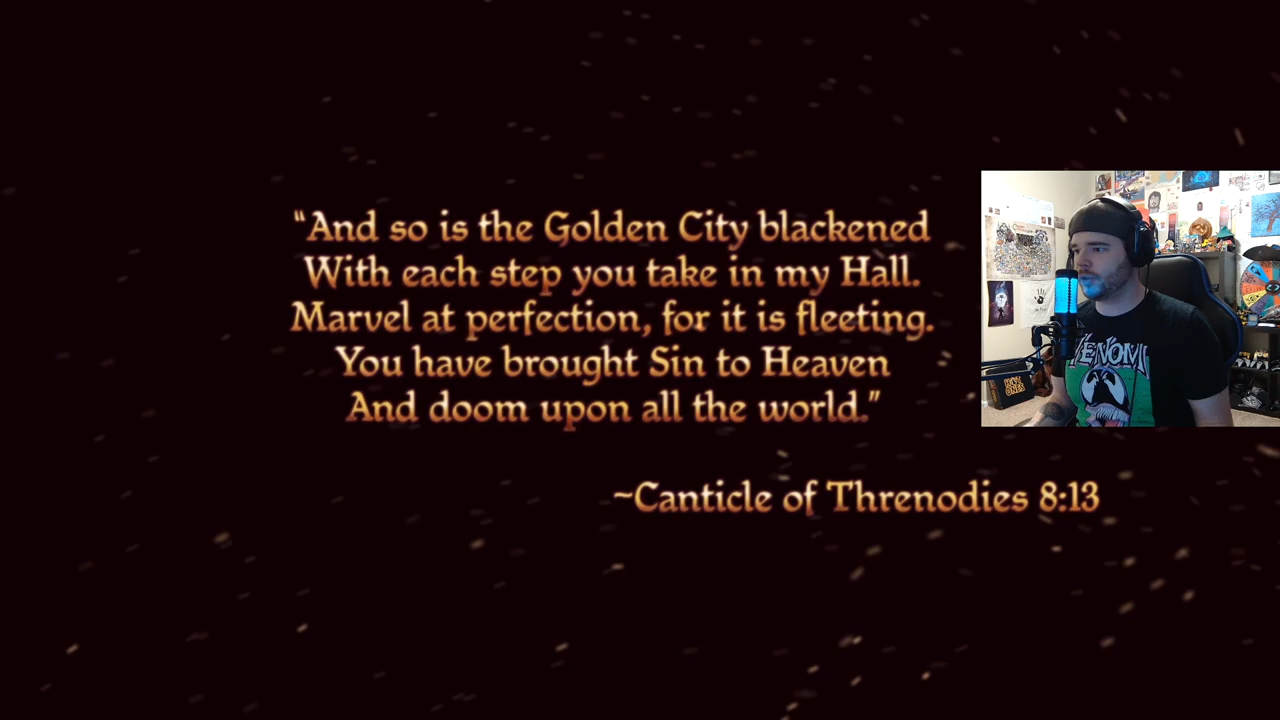 “And so is the Golden City blackened
With each step you take in my Hall.
Marvel at perfection, for it is fleeting.
You have brought Sin to Heaven
And doom upon all the world.”
~Canticle of Threnodies 8:13
VENOM